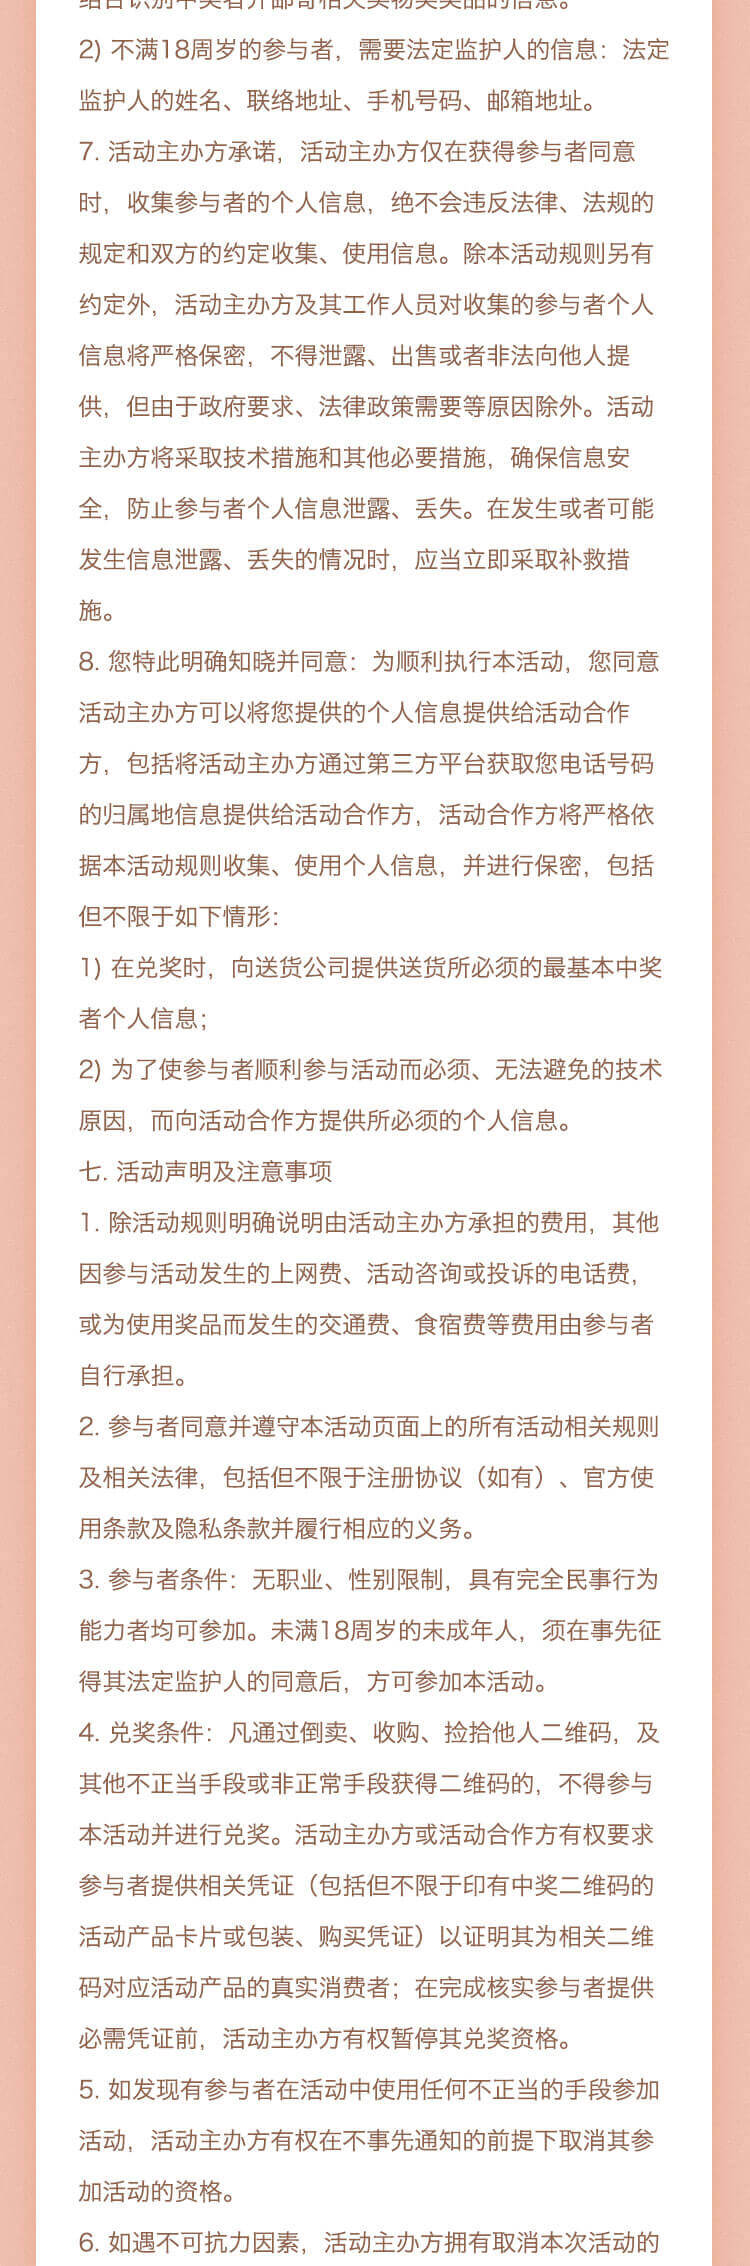 结合识别中奖者并邮寄相关实物类奖品的信息。
2) 不满18周岁的参与者，需要法定监护人的信息：法定
监护人的姓名、联络地址、手机号码、邮箱地址。
7. 活动主办方承诺，活动主办方仅在获得参与者同意
时，收集参与者的个人信息，绝不会违反法律、法规的
规定和双方的约定收集、使用信息。除本活动规则另有
约定外，活动主办方及其工作人员对收集的参与者个人
信息将严格保密，不得泄露、出售或者非法向他人提
供，但由于政府要求、法律政策需要等原因除外。活动
主办方将采取技术措施和其他必要措施，确保信息安
全，防止参与者个人信息泄露、丢失。在发生或者可能
发生信息泄露、丢失的情况时，应当立即采取补救措
施。
8. 您特此明确知晓并同意：为顺利执行本活动，您同意
活动主办方可以将您提供的个人信息提供给活动合作
方，包括将活动主办方通过第三方平台获取您电话号码
的归属地信息提供给活动合作方，活动合作方将严格依
据本活动规则收集、使用个人信息，并进行保密，包括
但不限于如下情形：
1) 在兑奖时，向送货公司提供送货所必须的最基本中奖
者个人信息；
2) 为了使参与者顺利参与活动而必须、无法避免的技术
原因，而向活动合作方提供所必须的个人信息。
七. 活动声明及注意事项
1. 除活动规则明确说明由活动主办方承担的费用，其他
因参与活动发生的上网费、活动咨询或投诉的电话费，
或为使用奖品而发生的交通费、食宿费等费用由参与者
自行承担。
2. 参与者同意并遵守本活动页面上的所有活动相关规则
及相关法律，包括但不限于注册协议（如有）、官方使
用条款及隐私条款并履行相应的义务。
3. 参与者条件：无职业、性别限制，具有完全民事行为
能力者均可参加。未满18周岁的未成年人，须在事先征
得其法定监护人的同意后，方可参加本活动。
4. 兑奖条件：凡通过倒卖、收购、捡拾他人二维码，及
其他不正当手段或非正常手段获得二维码的，不得参与
本活动并进行兑奖。活动主办方或活动合作方有权要求
参与者提供相关凭证（包括但不限于印有中奖二维码的
活动产品卡片或包装、购买凭证）以证明其为相关二维
码对应活动产品的真实消费者；在完成核实参与者提供
必需凭证前，活动主办方有权暂停其兑奖资格。
5. 如发现有参与者在活动中使用任何不正当的手段参加
活动，活动主办方有权在不事先通知的前提下取消其参
加活动的资格。
6. 如遇不可抗力因素，活动主办方拥有取消本次活动的